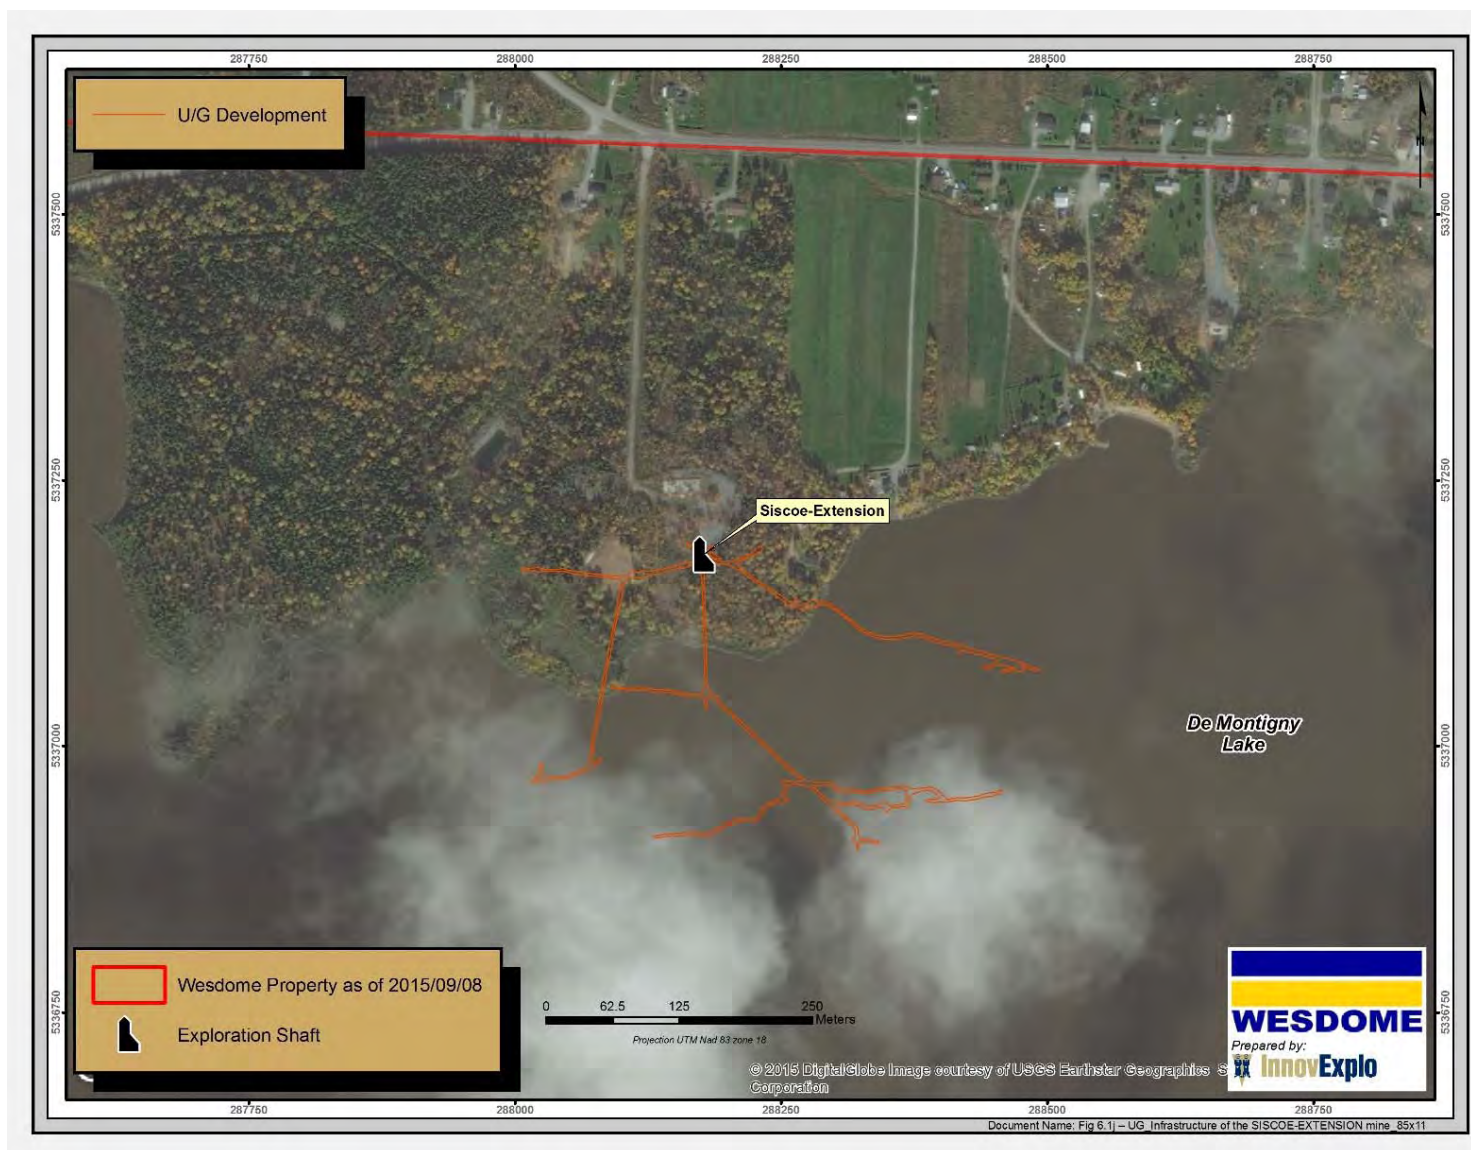 287750 288000 288250 288500 288750
U/G Development
5337500
5337500
5337250
5337250
Siscoe-Extension
De Montigny
Lake
5337000
5337000
Wesdome Property as of 2015/09/08
Exploration Shaft
5336750
5336750
0 62.5 125 250
Meters
Projection UTM Nad 83 zone 18
WESDOME
Prepared by:
InnovExplo
© 2015 DigitalGlobe Image courtesy of USGS Earthstar Geographics S
Corporation
287750 288000 288250 288500 288750
Document Name: Fig 6.1j – UG_Infrastructure of the SISCOE-EXTENSION mine_85x11